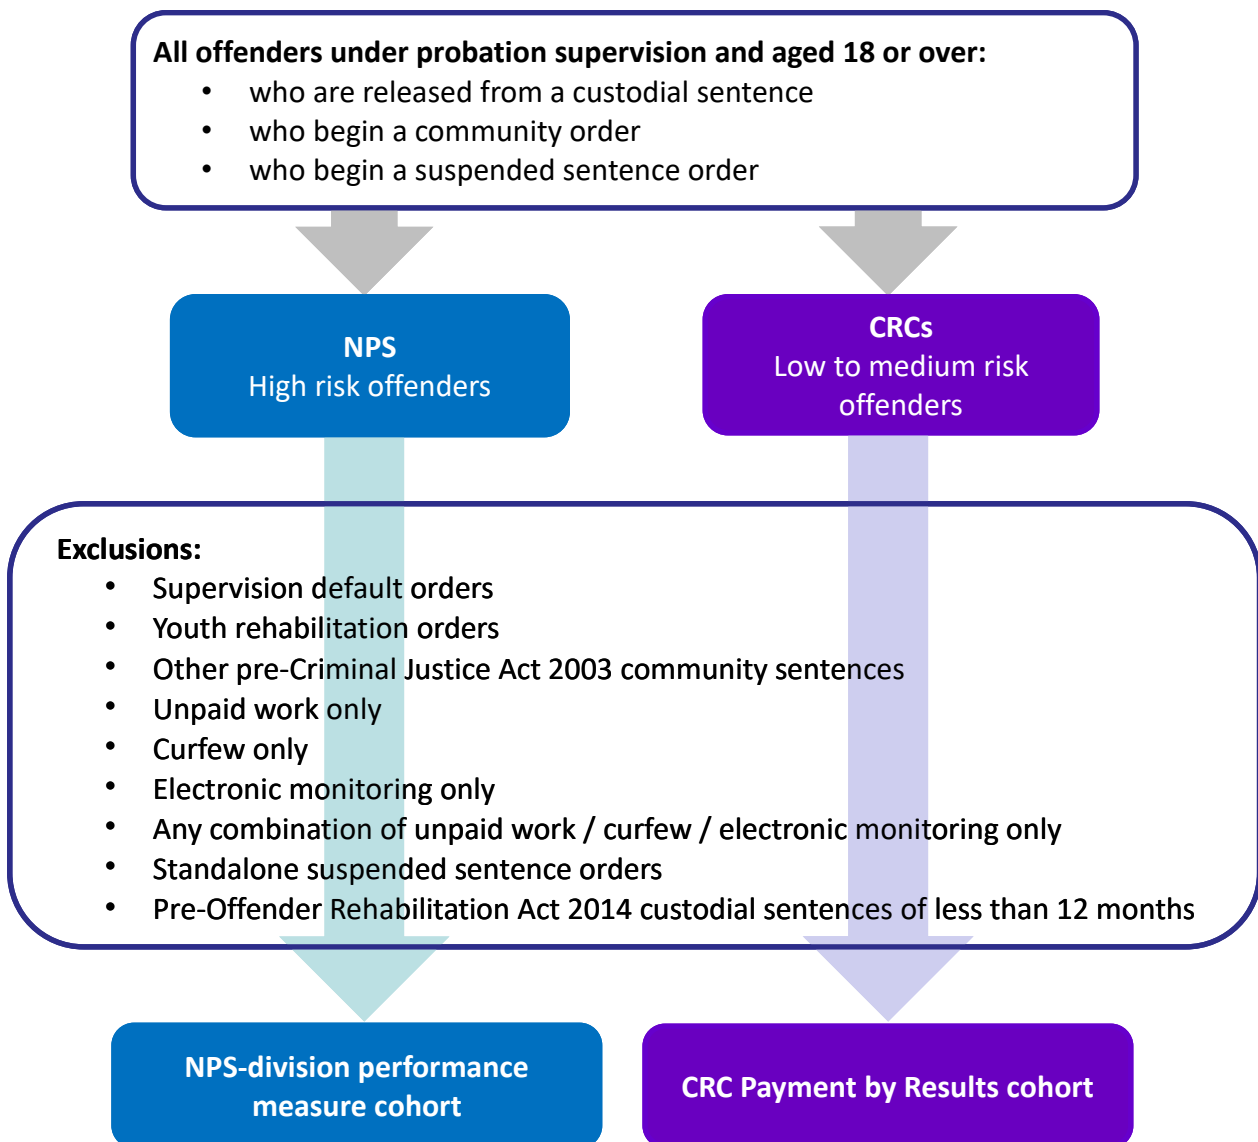 All offenders under probation supervision and aged 18 or over:
• who are released from a custodial sentence
• who begin a community order
• who begin a suspended sentence order
NPS
High risk offenders
CRCs
Low to medium risk
offenders
Exclusions:
• Supervision default orders
• Youth rehabilitation orders
• Other pre-Criminal Justice Act 2003 community sentences
• Unpaid work only
• Curfew only
• Electronic monitoring only
• Any combination of unpaid work / curfew / electronic monitoring only
• Standalone suspended sentence orders
• Pre-Offender Rehabilitation Act 2014 custodial sentences of less than 12 months
NPS-division performance
measure cohort
CRC Payment by Results cohort